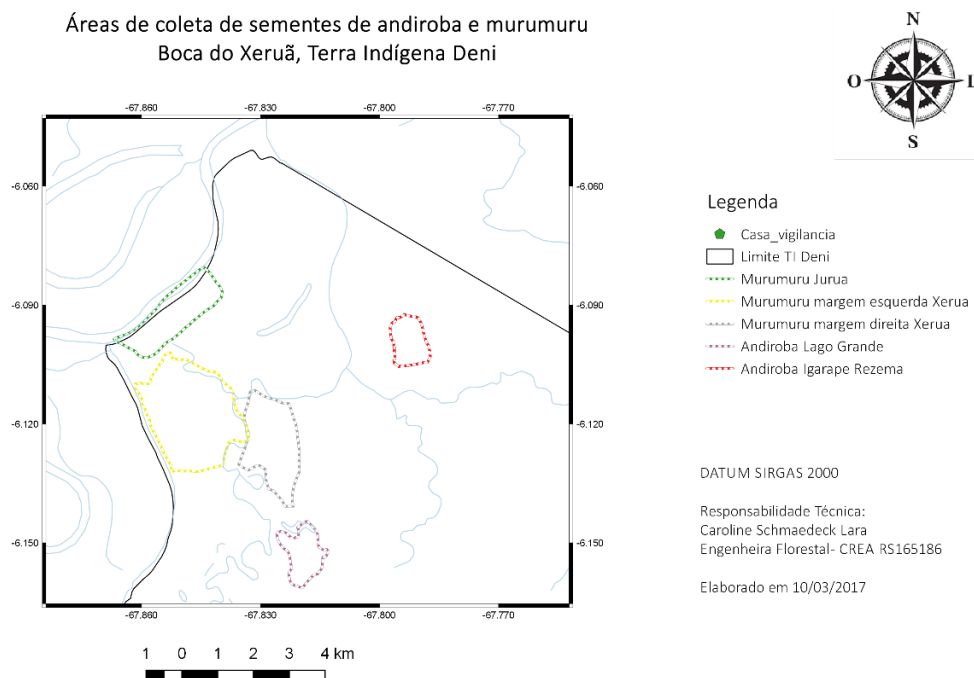 Áreas de coleta de sementes de andiroba e murumuru
Boca do Xeruã, Terra Indígena Deni
N
O
L
S
-67.860 -67.830 -67.800 -67.770
-6.060 -6.060
-6.090 -6.090
-6.120 -6.120
-6.150 -6.150
-67.860 -67.830 -67.800 -67.770
1 0 1 2 3 4 km
Legenda
Casa_vigilancia
Limite TI Deni
Murumuru Jurua
Murumuru margem esquerda Xerua
Murumuru margem direita Xerua
Andiroba Lago Grande
Andiroba Igarape Rezema
DATUM SIRGAS 2000
Responsabilidade Técnica:
Caroline Schmaedeck Lara
Engenheira Florestal- CREA RS165186
Elaborado em 10/03/2017